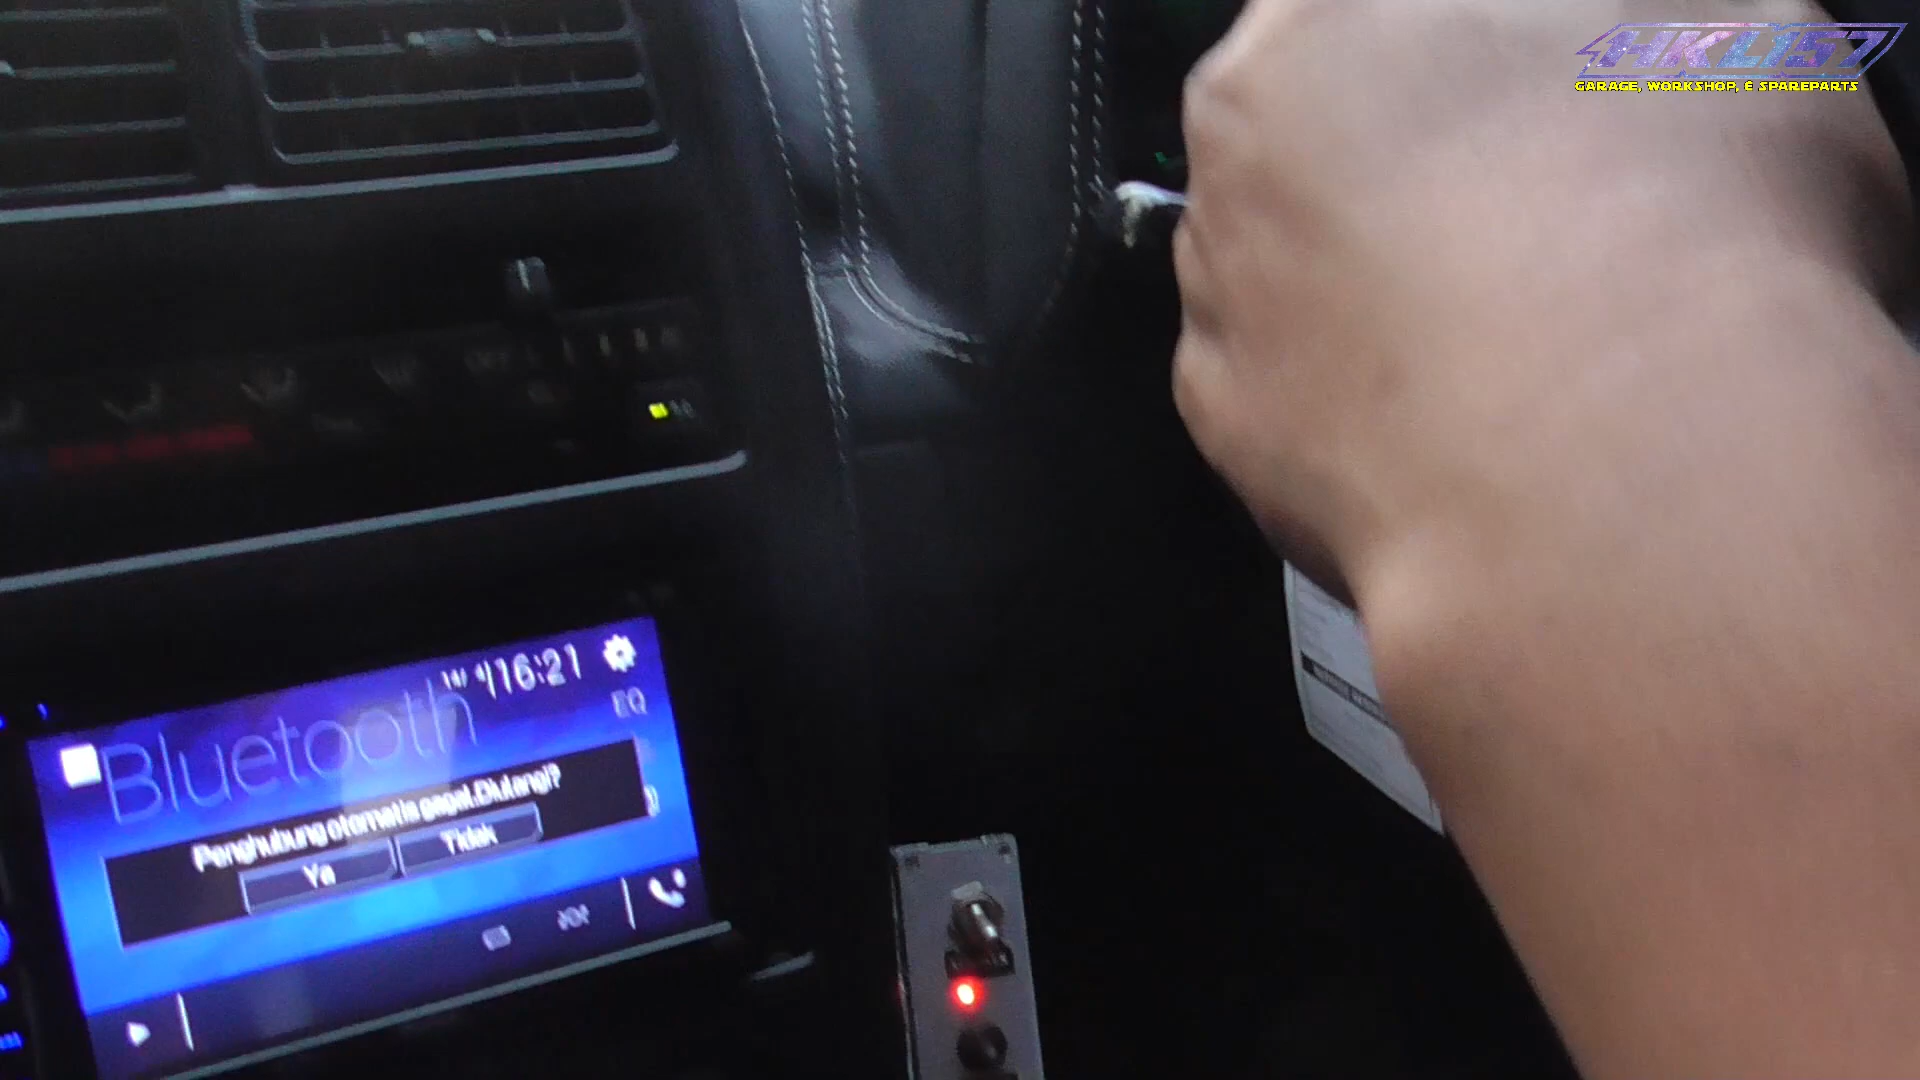 HKL157
GARAGE, WORKSHOP, & SPAREPARTS
16:21
EQ
Bluetooth
Penghubung otomatis gagal.Diulangi?
Ya
Tidak